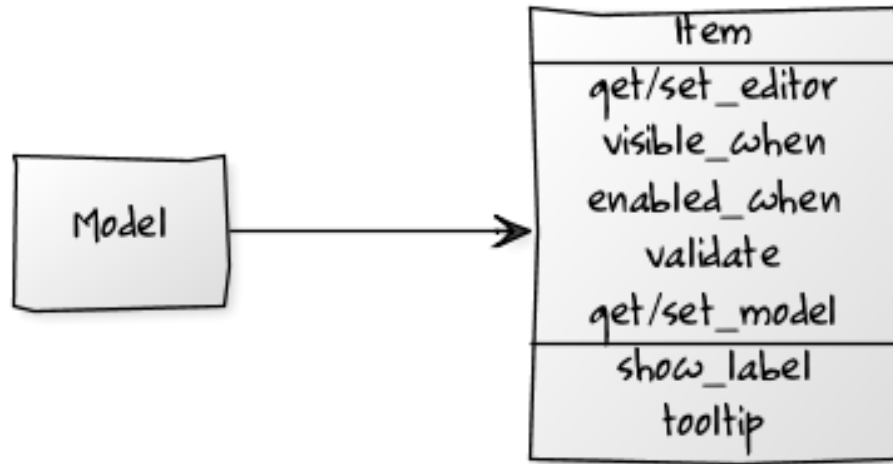 Model
Item
get/set_editor
visible_when
enabled_when
validate
get/set_model
show_label
tooltip